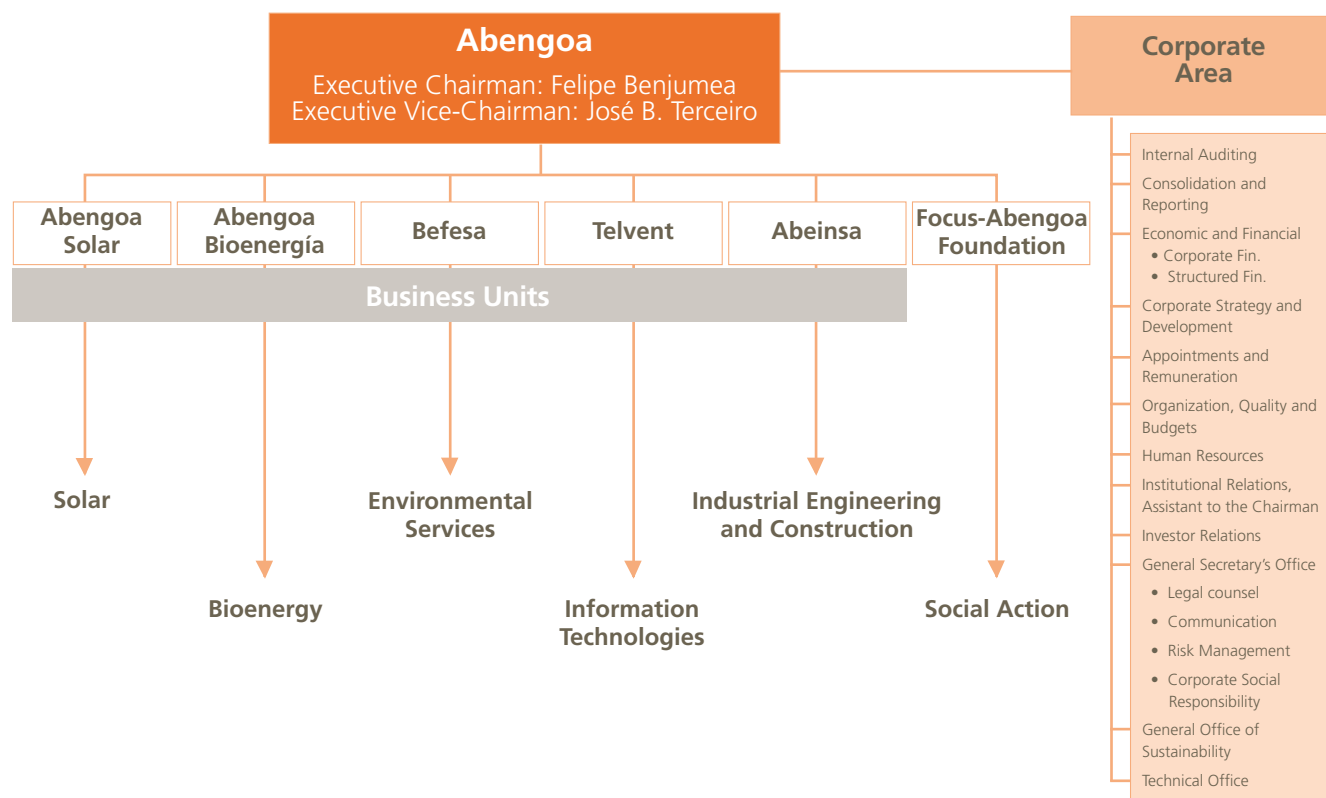 Abengoa
Executive Chairman: Felipe Benjumea
Executive Vice-Chairman: José B. Terceiro
Corporate
Area
Abengoa
Solar
Abengoa
Bioenergía
Befesa
Telvent
Abeinsa
Focus-Abengoa
Foundation
Business Units
Solar
Bioenergy
Environmental
Services
Information
Technologies
Industrial Engineering
and Construction
Social Action
Internal Auditing
Consolidation and
Reporting
Economic and Financial
• Corporate Fin.
• Structured Fin.
Corporate Strategy and
Development
Appointments and
Remuneration
Organization, Quality and
Budgets
Human Resources
Institutional Relations,
Assistant to the Chairman
Investor Relations
General Secretary's Office
• Legal counsel
• Communication
• Risk Management
• Corporate Social
Responsibility
General Office of
Sustainability
Technical Office